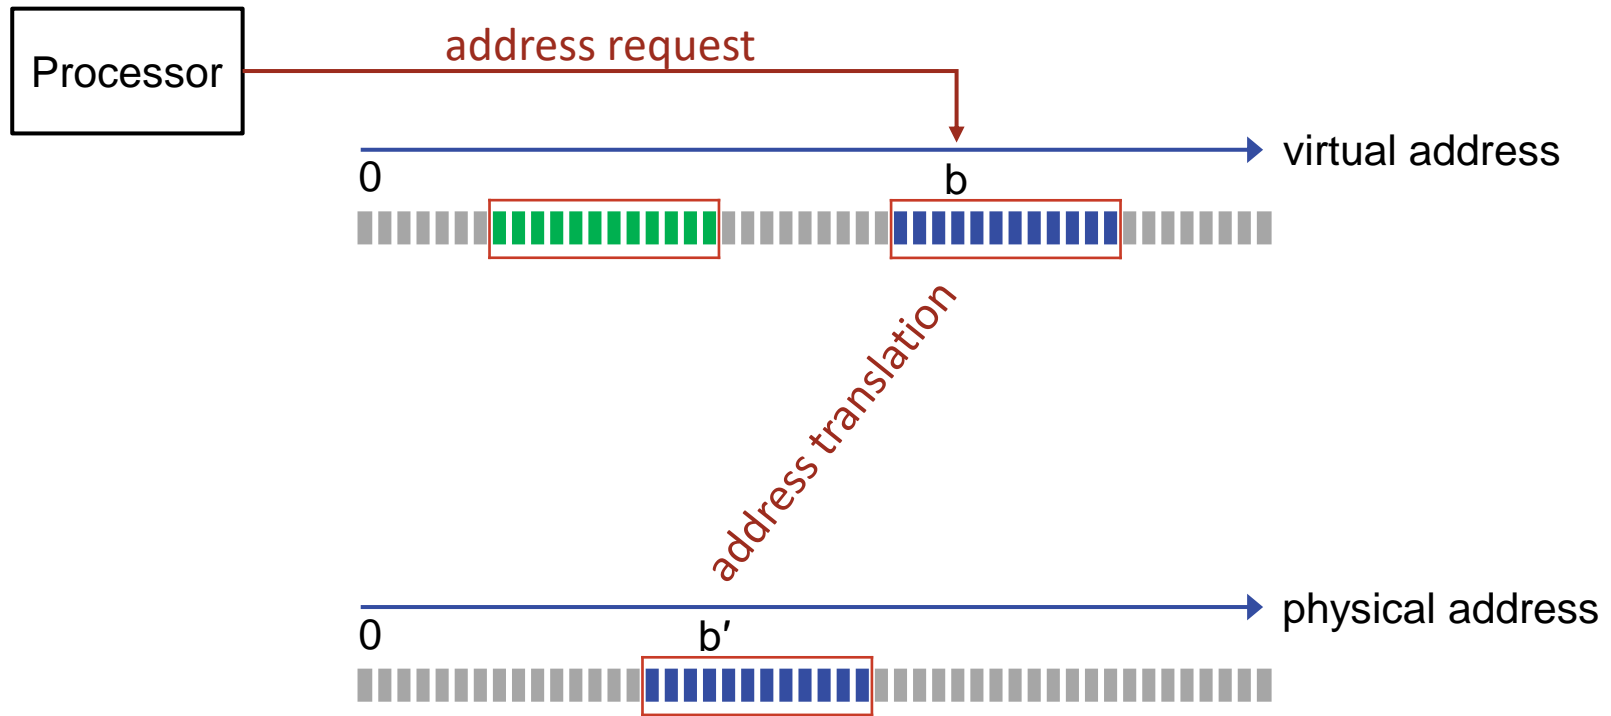 address request
Processor
virtual address
0
b
address translation
physical address
0
b′